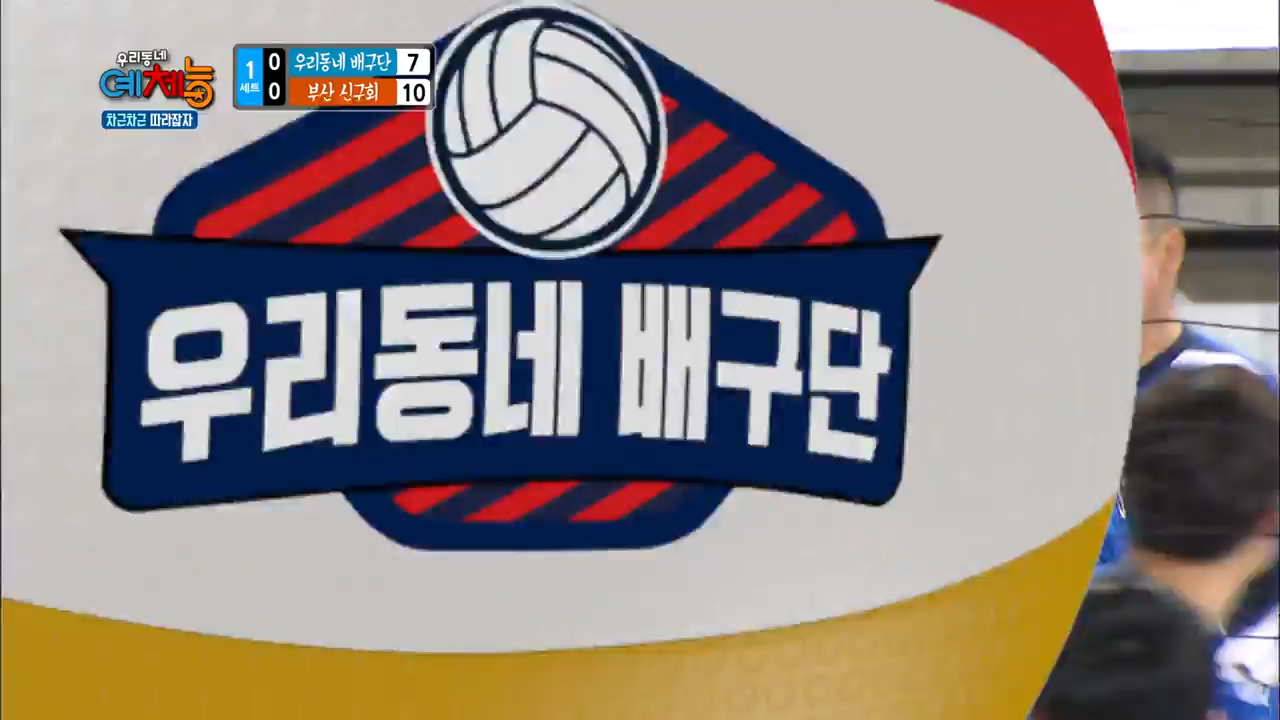 우리동네
예체능
차근차근 따라잡자
1 세트
0 우리동네 배구단 7
0 부산 신구회 10
우리동네 배구단